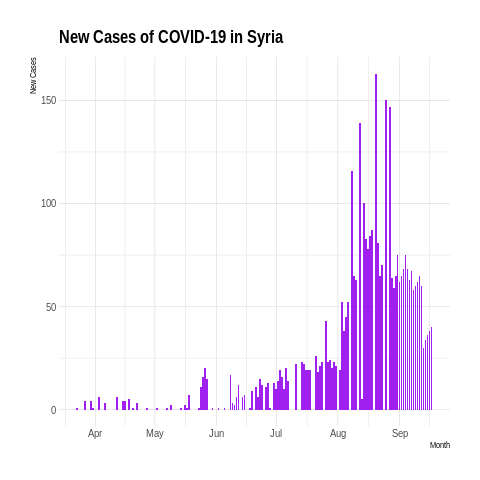 New Cases of COVID-19 in Syria
New Cases
150
100
50
0
Apr May Jun Jul Aug Sep
Month